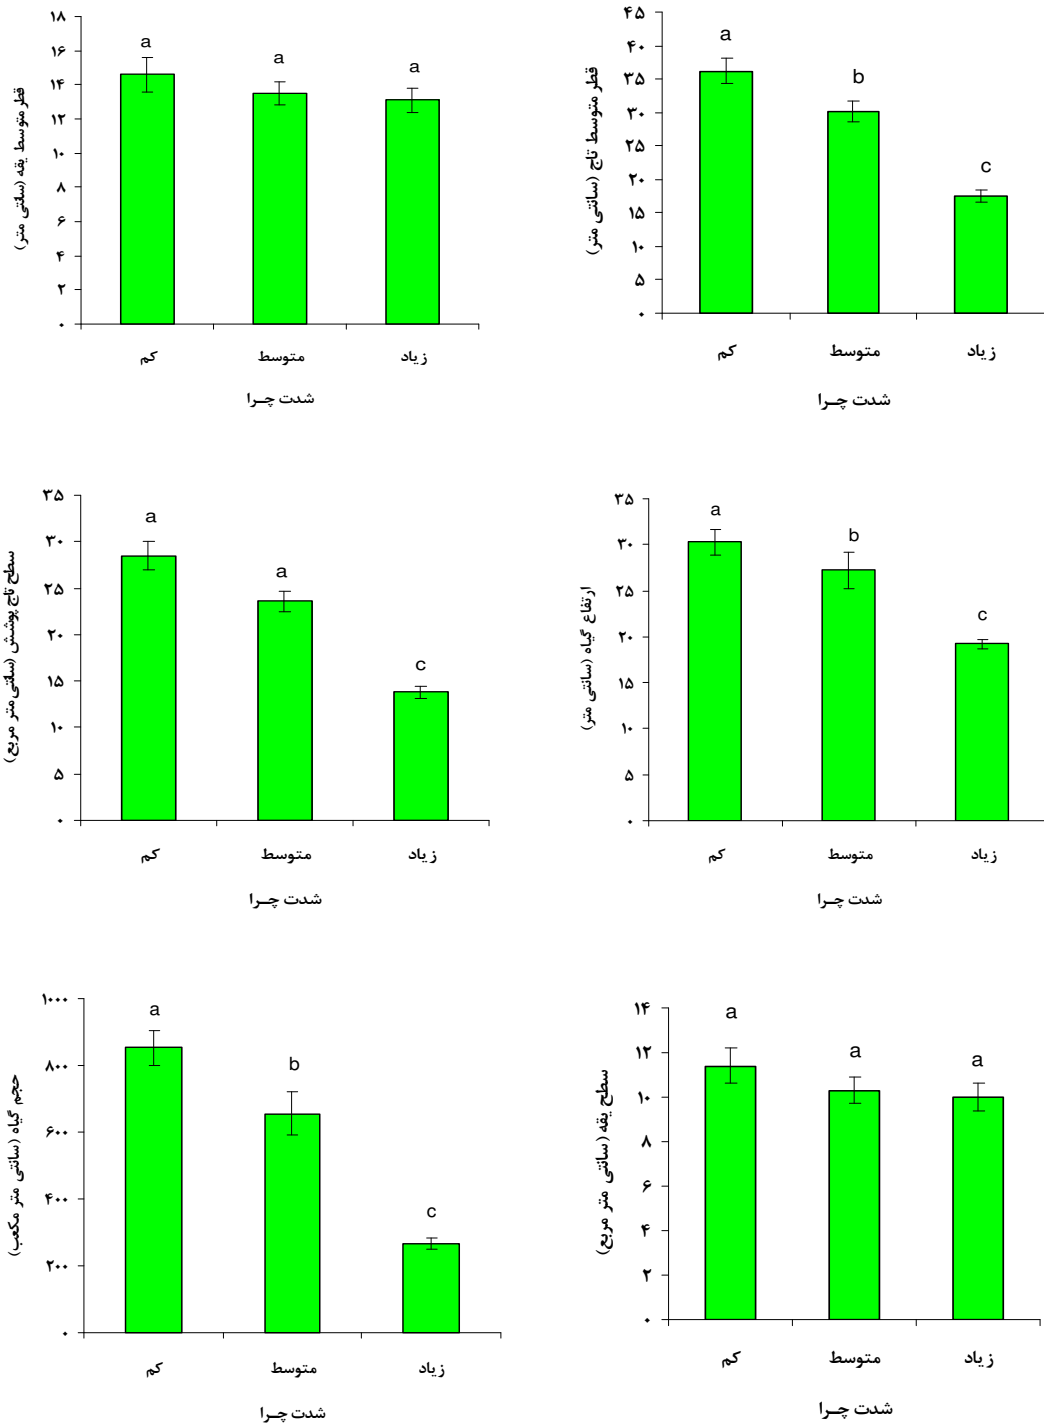 قطر متوسط یقه (سانتی متر)
۱۸
۱۶
۱۴
۱۲
۱۰
۸
۶
۴
۲
۰
a
a
a
کم
متوسط
زیاد
شدت چـرا
قطر متوسط تاج (سانتی متر)
۴۵
۴۰
۳۵
۳۰
۲۵
۲۰
۱۵
۱۰
۵
۰
a
b
c
کم
متوسط
زیاد
شدت چـرا
سطح تاج پوشش (سانتی متر مربع)
۳۵
۳۰
۲۵
۲۰
۱۵
۱۰
۵
۰
a
a
c
کم
متوسط
زیاد
شدت چـرا
ارتفاع گیاه (سانتی متر)
۳۵
۳۰
۲۵
۲۰
۱۵
۱۰
۵
۰
a
b
c
کم
متوسط
زیاد
شدت چـرا
حجم گیاه (سانتی متر مکعب)
۱۰۰۰
۸۰۰
۶۰۰
۴۰۰
۲۰۰
۰
a
b
c
کم
متوسط
زیاد
شدت چـرا
سطح یقه (سانتی متر مربع)
۱۴
۱۲
۱۰
۸
۶
۴
۲
۰
a
a
a
کم
متوسط
زیاد
شدت چـرا